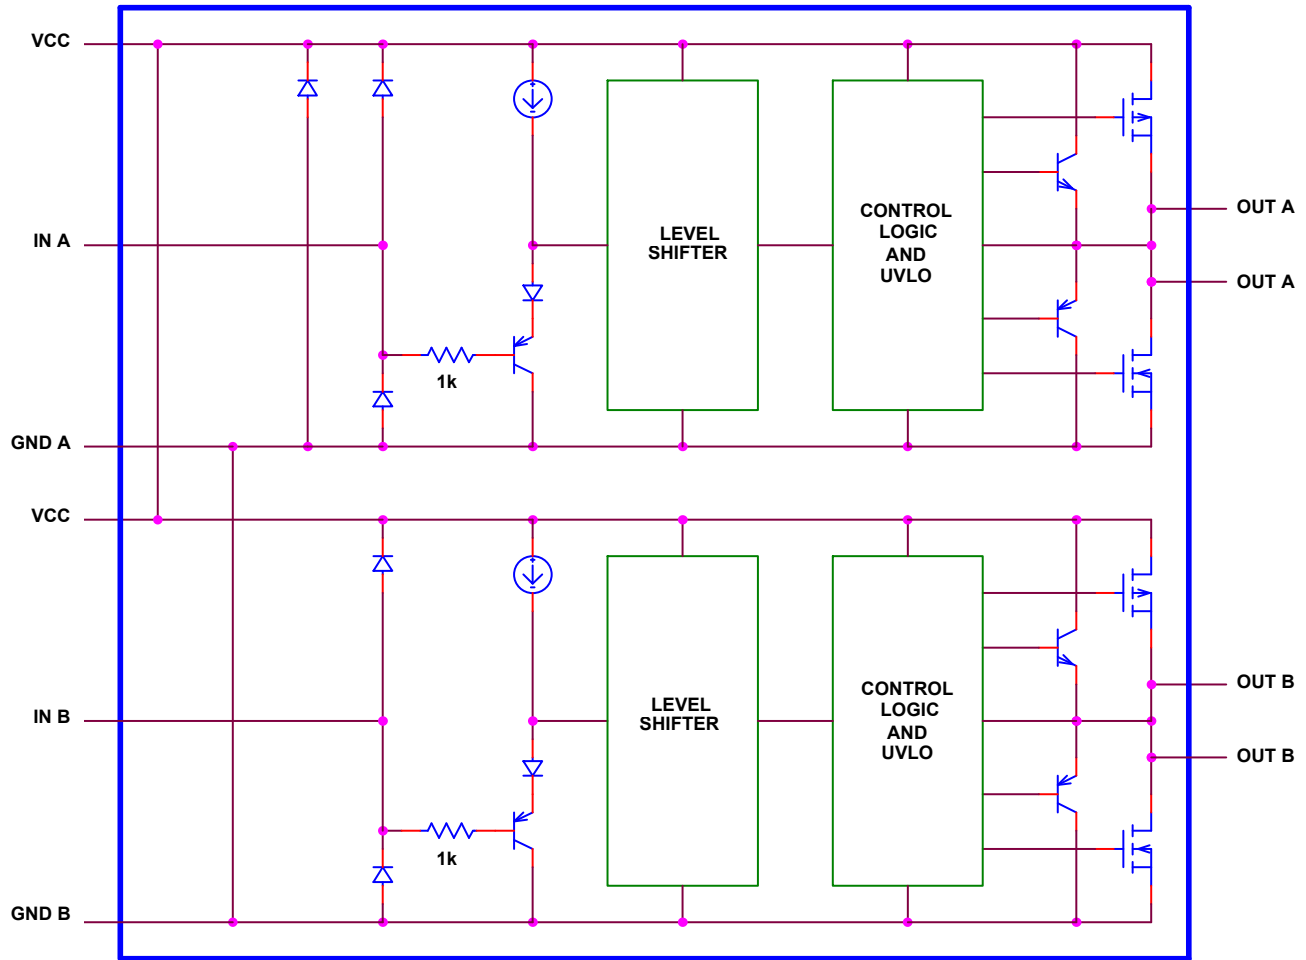 VCC
IN A
1k
GND A
LEVEL
SHIFTER
CONTROL
LOGIC
AND
UVLO
OUT A
OUT A
VCC
IN B
1k
GND B
LEVEL
SHIFTER
CONTROL
LOGIC
AND
UVLO
OUT B
OUT B